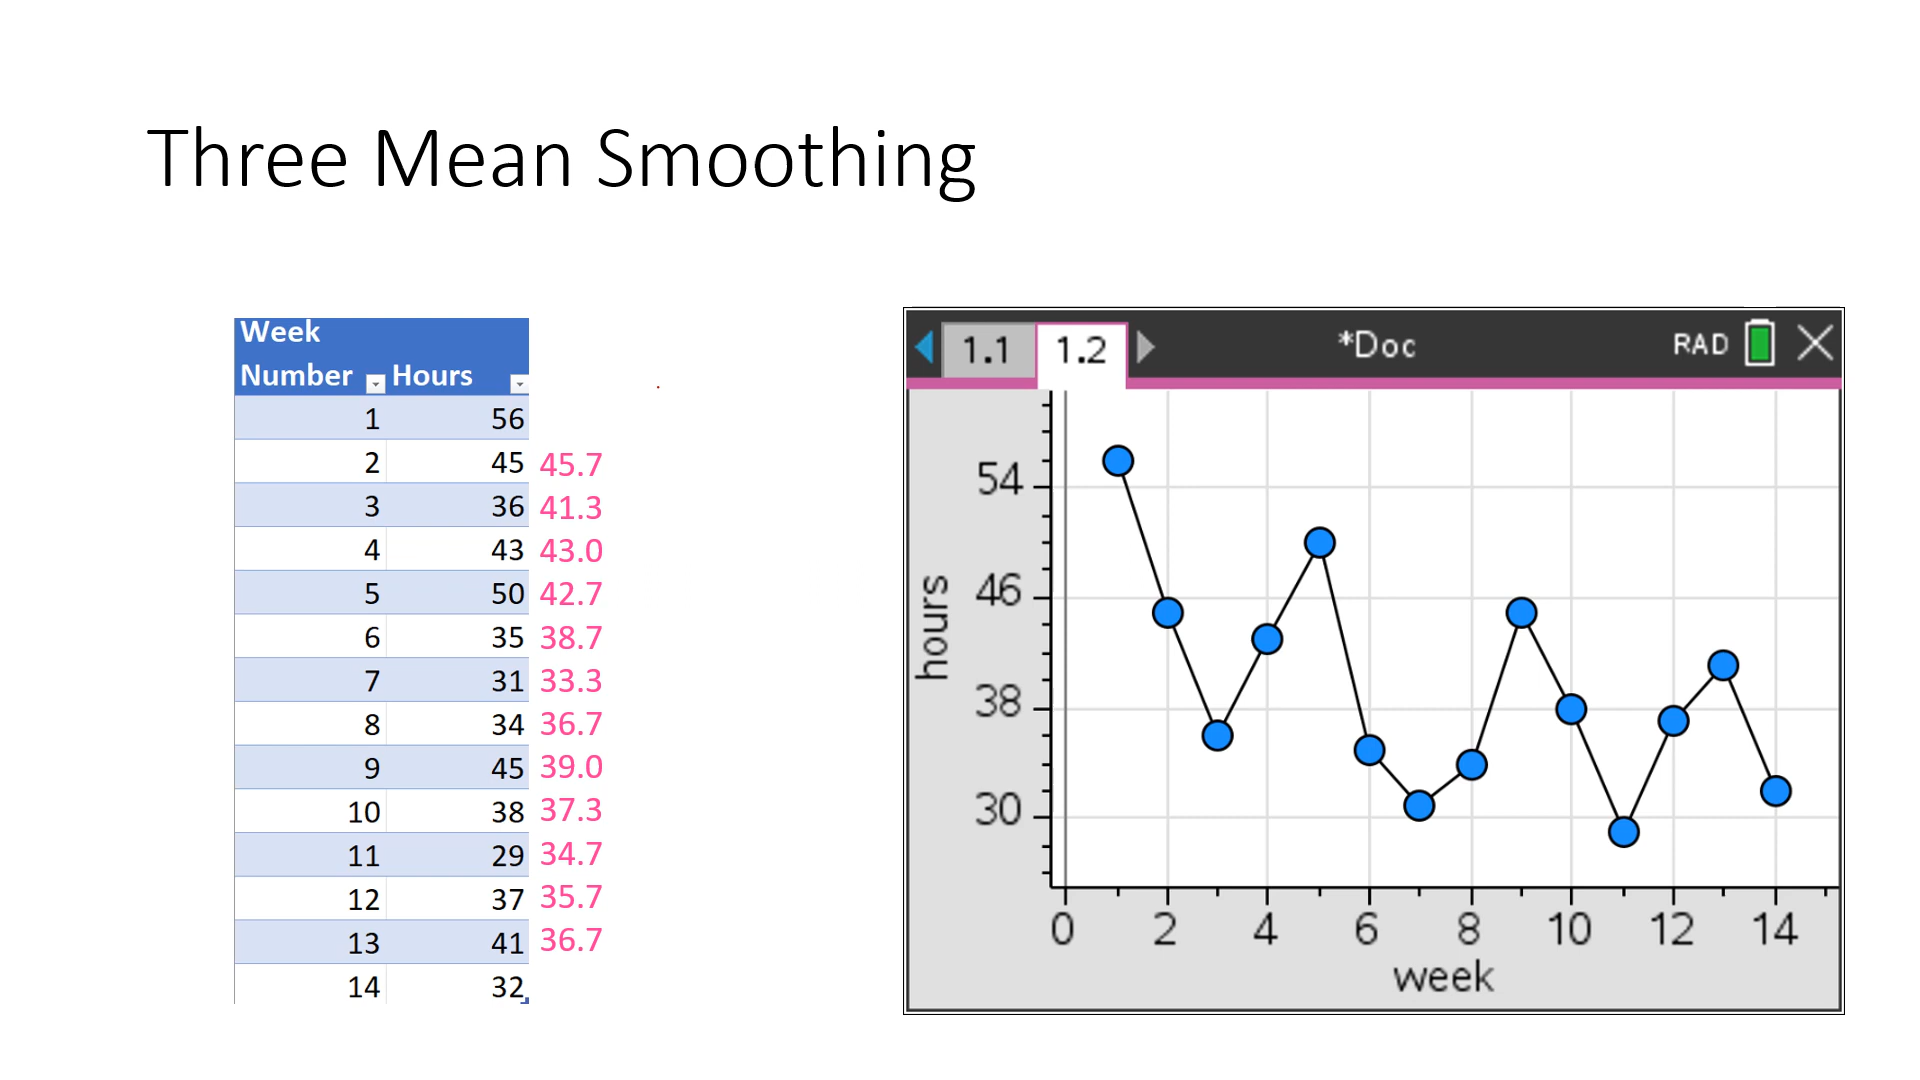 Three Mean Smoothing
Week
Number Hours
1 56
2 45 45.7
3 36 41.3
4 43 43.0
5 50 42.7
6 35 38.7
7 31 33.3
8 34 36.7
9 45 39.0
10 38 37.3
11 29 34.7
12 37 35.7
13 41 36.7
14 32
1.1 1.2 *Doc RAD
54
46
38
30
hours
0 2 4 6 8 10 12 14
week